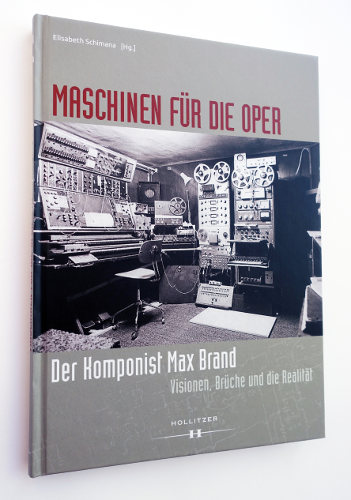 Elisabeth Schimana [Hg.]
MASCHINEN FÜR DIE OPER
Der Komponist Max Brand
Visionen, Brüche und die Realität
HOLLITZER